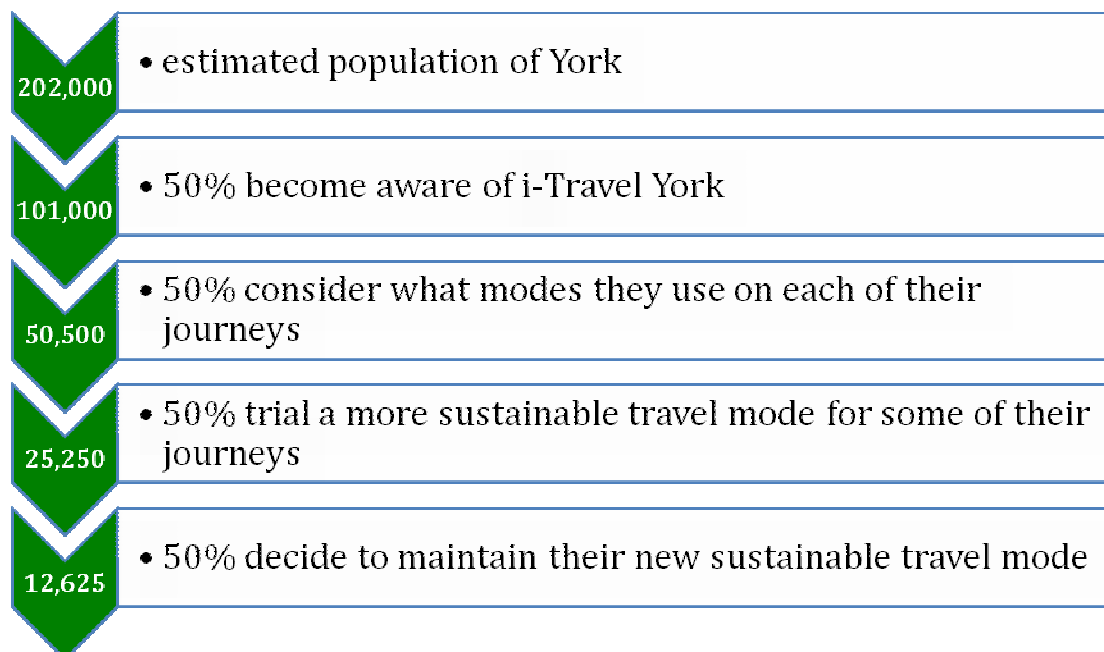 202,000
• estimated population of York
101,000
• 50% become aware of i-Travel York
50,500
• 50% consider what modes they use on each of their
journeys
25,250
• 50% trial a more sustainable travel mode for some of their
journeys
12,625
• 50% decide to maintain their new sustainable travel mode